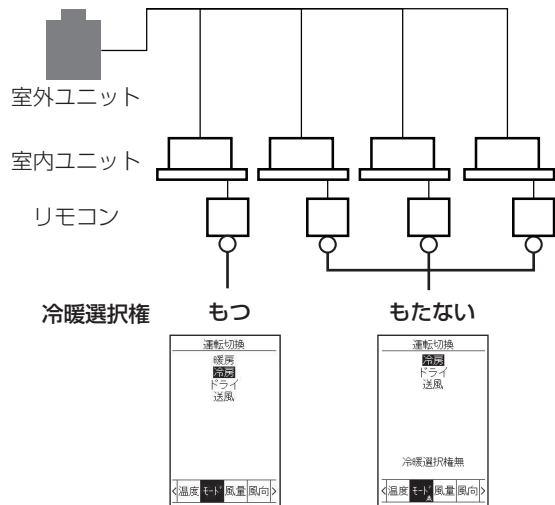 室外ユニット
室内ユニット
リモコン
冷暖選択権 もつ もたない
運転切換
暖房
冷房
ドライ
送風
<温度 モード 風量 風向>
運転切換
冷房
ドライ
送風
冷暖選択権無
<温度 モード 風量 風向>